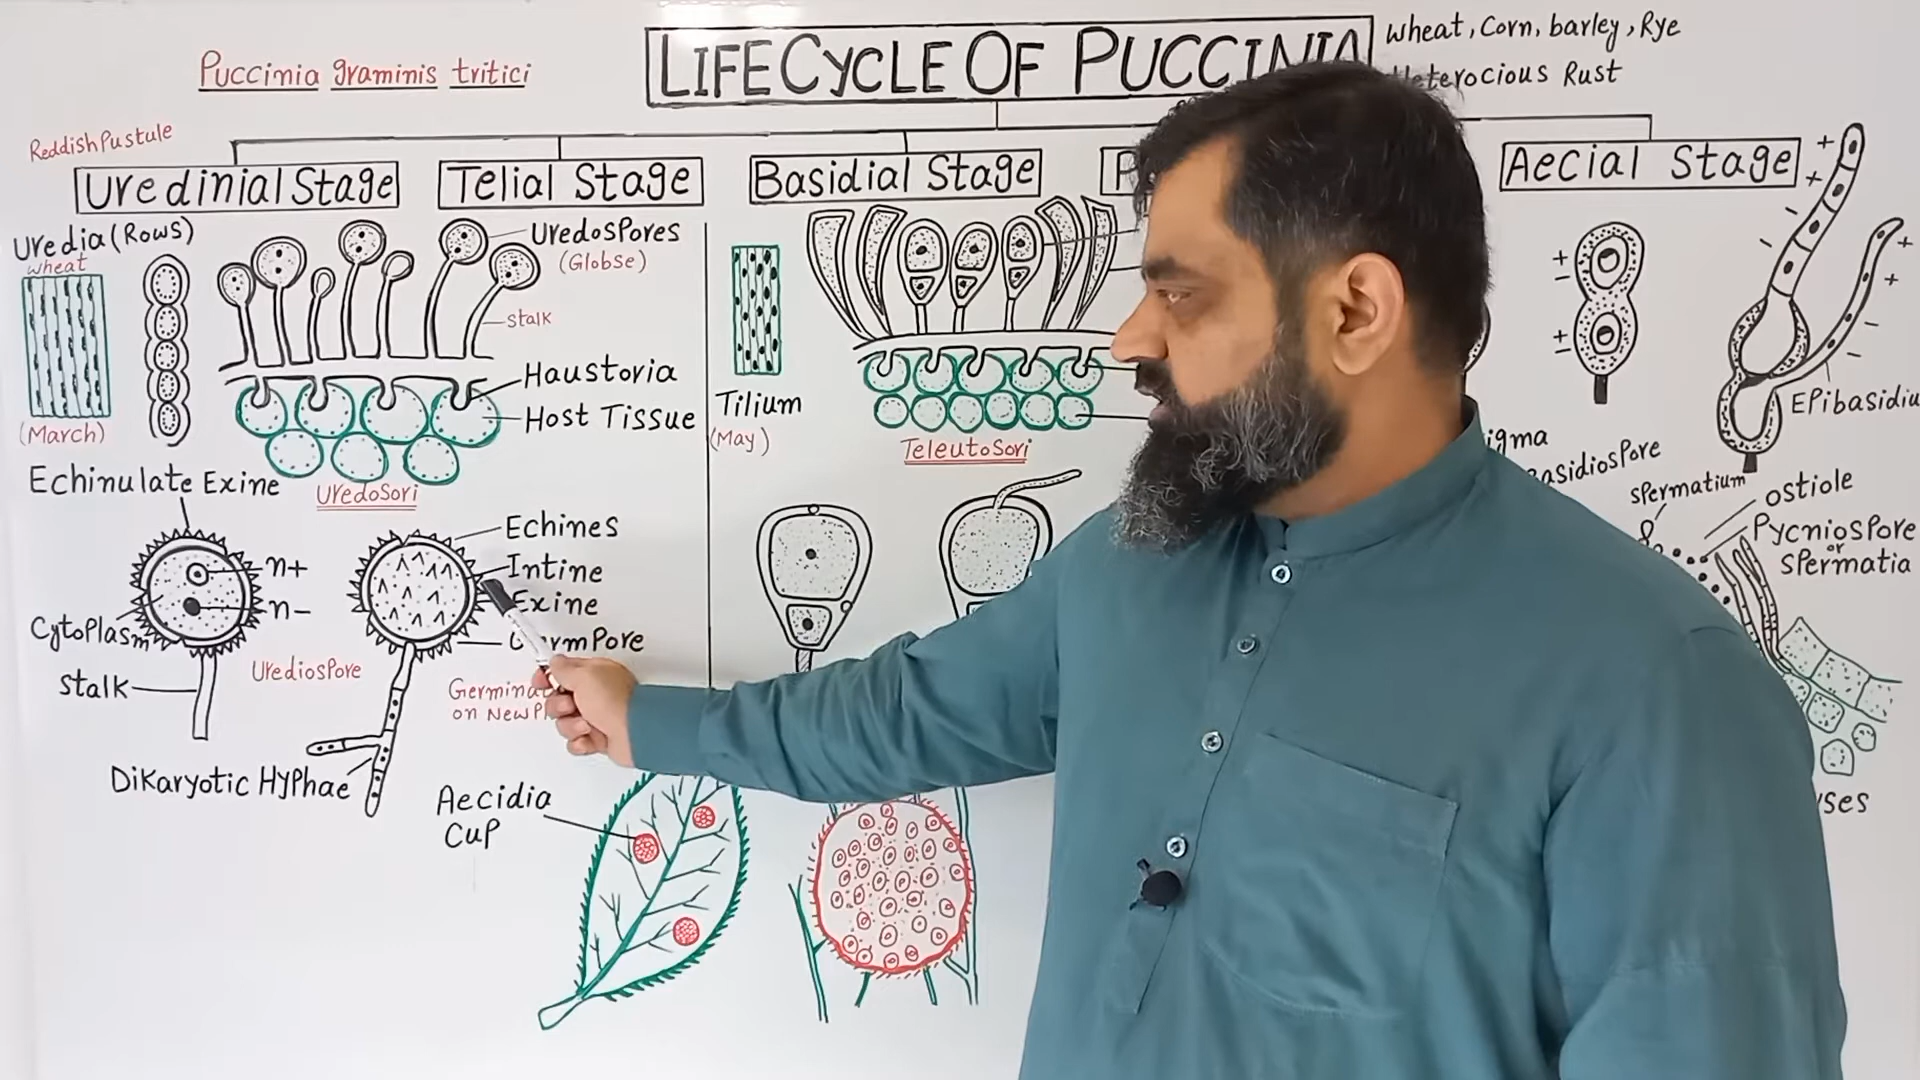 Puccinia graminis tritici
LIFE CYCLE OF PUCCINIA
wheat, Corn, barley, Rye
Heterocious Rust
Reddish Pustule
Uredinial Stage
Telial Stage
Basidial Stage
Aecial Stage
Uredia (Rows)
wheat
(March)
Uredospores
(Globse)
stalk
Haustoria
Host Tissue
UredoSori
Tilium
(May)
TeleutoSori
Echinulate Exine
n+
n-
Cytoplasm
Stalk
Urediospore
Dikaryotic Hyphae
Echines
Intine
Exine
Germ Pore
on New
Aecidia
Cup
+
-
+
-
+
+
-
-
+
+
-
-
spermatium
ostiole
Pycniospore
or
spermatia